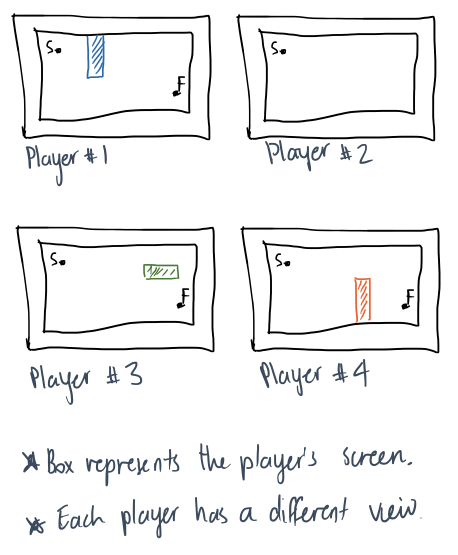 S.
F
Player #1
S.
Player #2
S.
F
Player #3
S.
F
Player #4
* Box represents the player's screen.
* Each player has a different view.